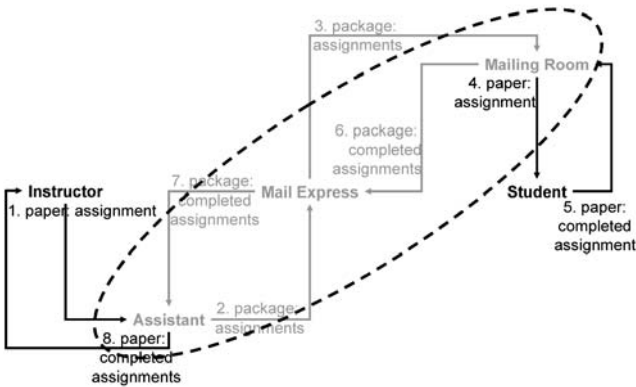 3. package:
assignments
Mailing Room
4. paper:
assignment
6. package:
completed
assignments
7. package:
completed
assignments
Mail Express
Instructor
1. paper: assignment
Student
5. paper:
completed
assignment
Assistant
2. package:
assignments
8. paper:
completed
assignments